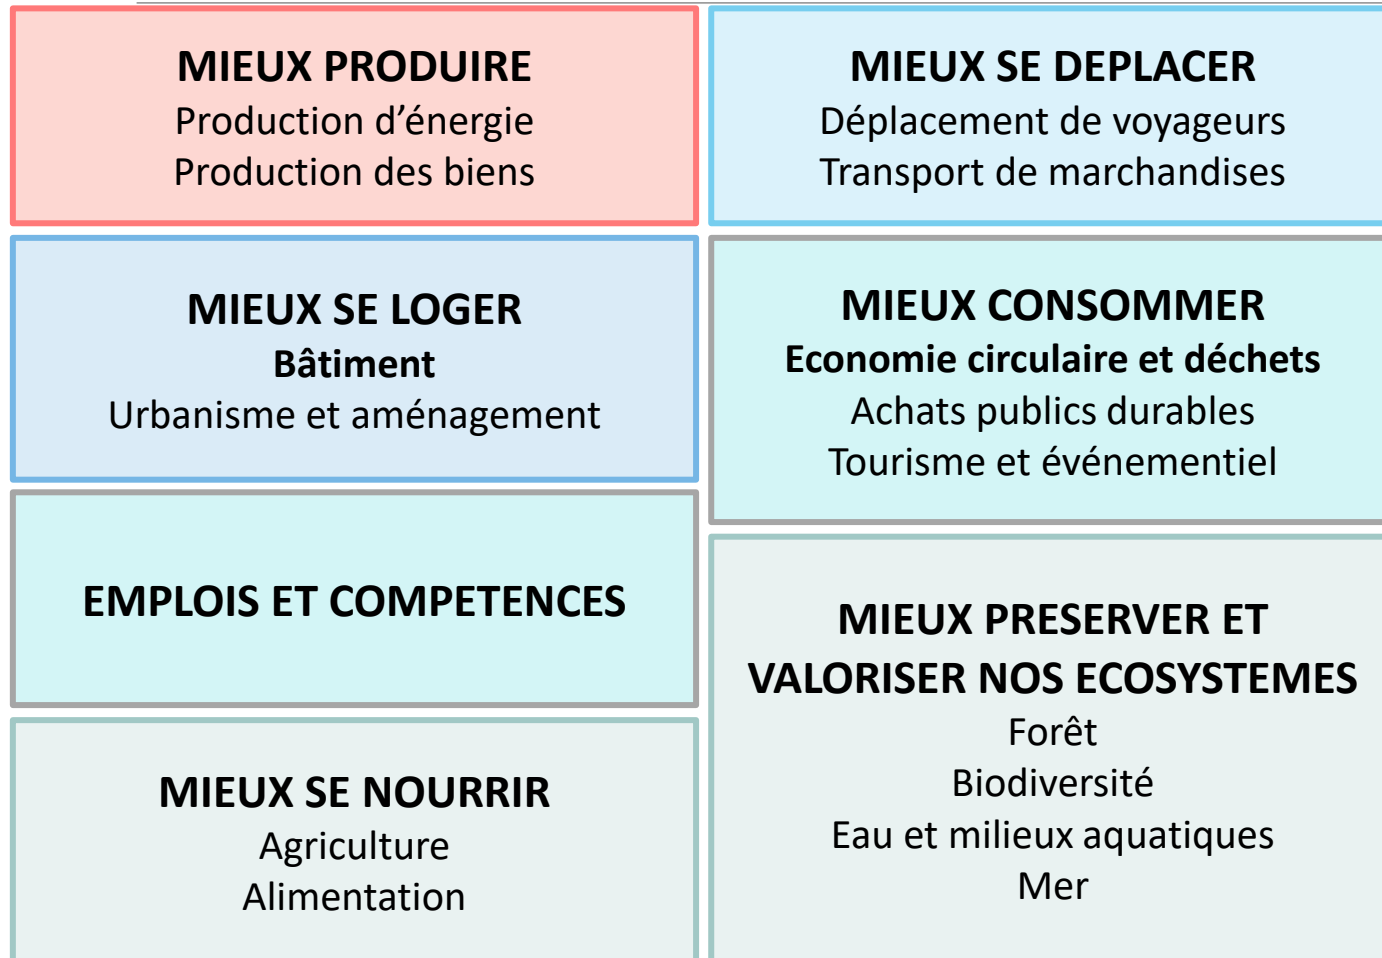 MIEUX PRODUIRE
Production d’énergie
Production des biens
MIEUX SE DEPLACER
Déplacement de voyageurs
Transport de marchandises
MIEUX SE LOGER
Bâtiment
Urbanisme et aménagement
MIEUX CONSOMMER
Economie circulaire et déchets
Achats publics durables
Tourisme et événementiel
EMPLOIS ET COMPETENCES
MIEUX PRESERVER ET
VALORISER NOS ECOSYSTEMES
Forêt
Biodiversité
Eau et milieux aquatiques
Mer
MIEUX SE NOURRIR
Agriculture
Alimentation